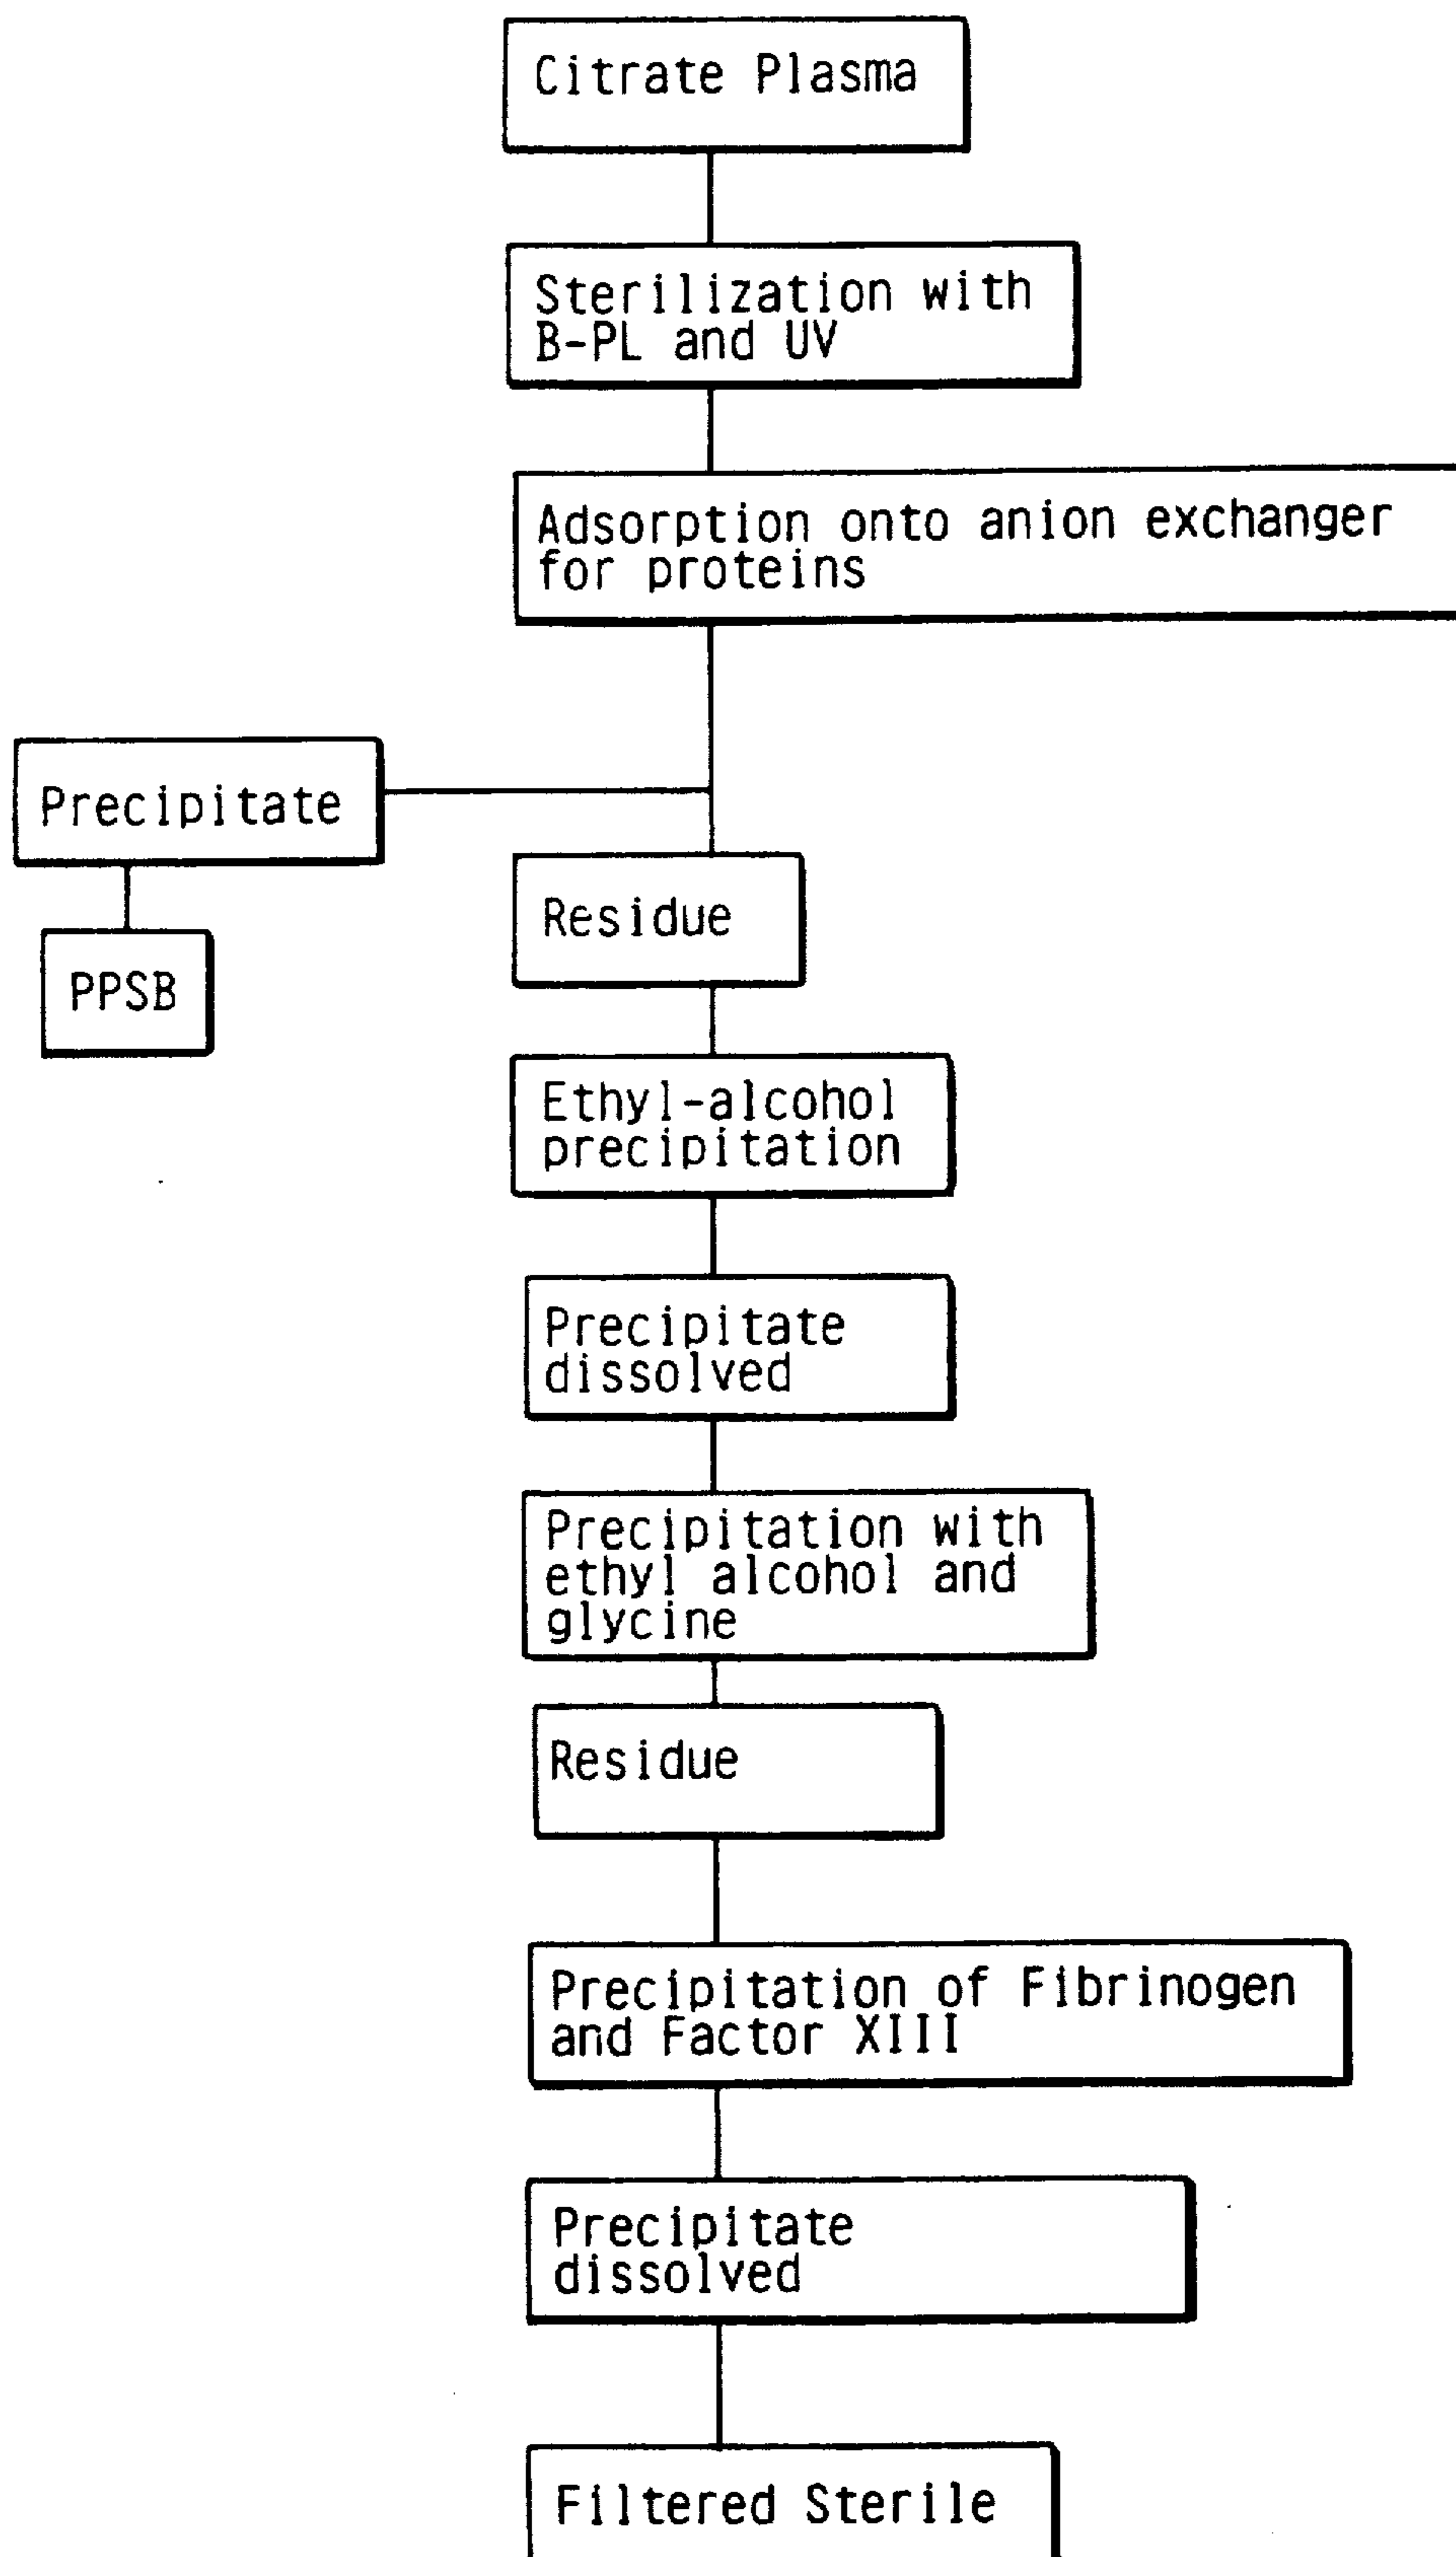 Citrate Plasma
Sterilization with
B-PL and UV
Adsorption onto anion exchanger
for proteins
Precipitate
PPSB
Residue
Ethyl-alcohol
precipitation
Precipitate
dissolved
Precipitation with
ethyl alcohol and
glycine
Residue
Precipitation of Fibrinogen
and Factor XIII
Precipitate
dissolved
Filtered Sterile